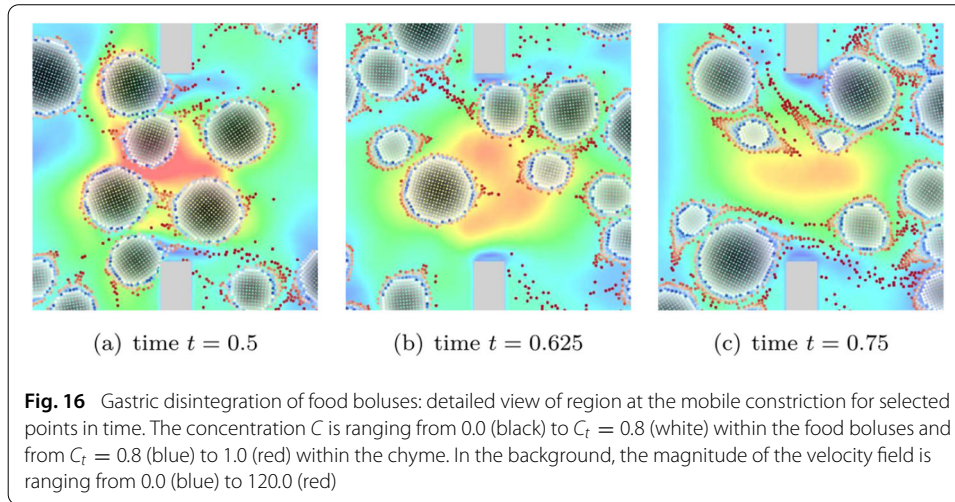 (a) time t = 0.5
(b) time t = 0.625
(c) time t = 0.75
Fig. 16 Gastric disintegration of food boluses: detailed view of region at the mobile constriction for selected
points in time. The concentration C is ranging from 0.0 (black) to Cₜ = 0.8 (white) within the food boluses and
from Cₜ = 0.8 (blue) to 1.0 (red) within the chyme. In the background, the magnitude of the velocity field is
ranging from 0.0 (blue) to 120.0 (red)